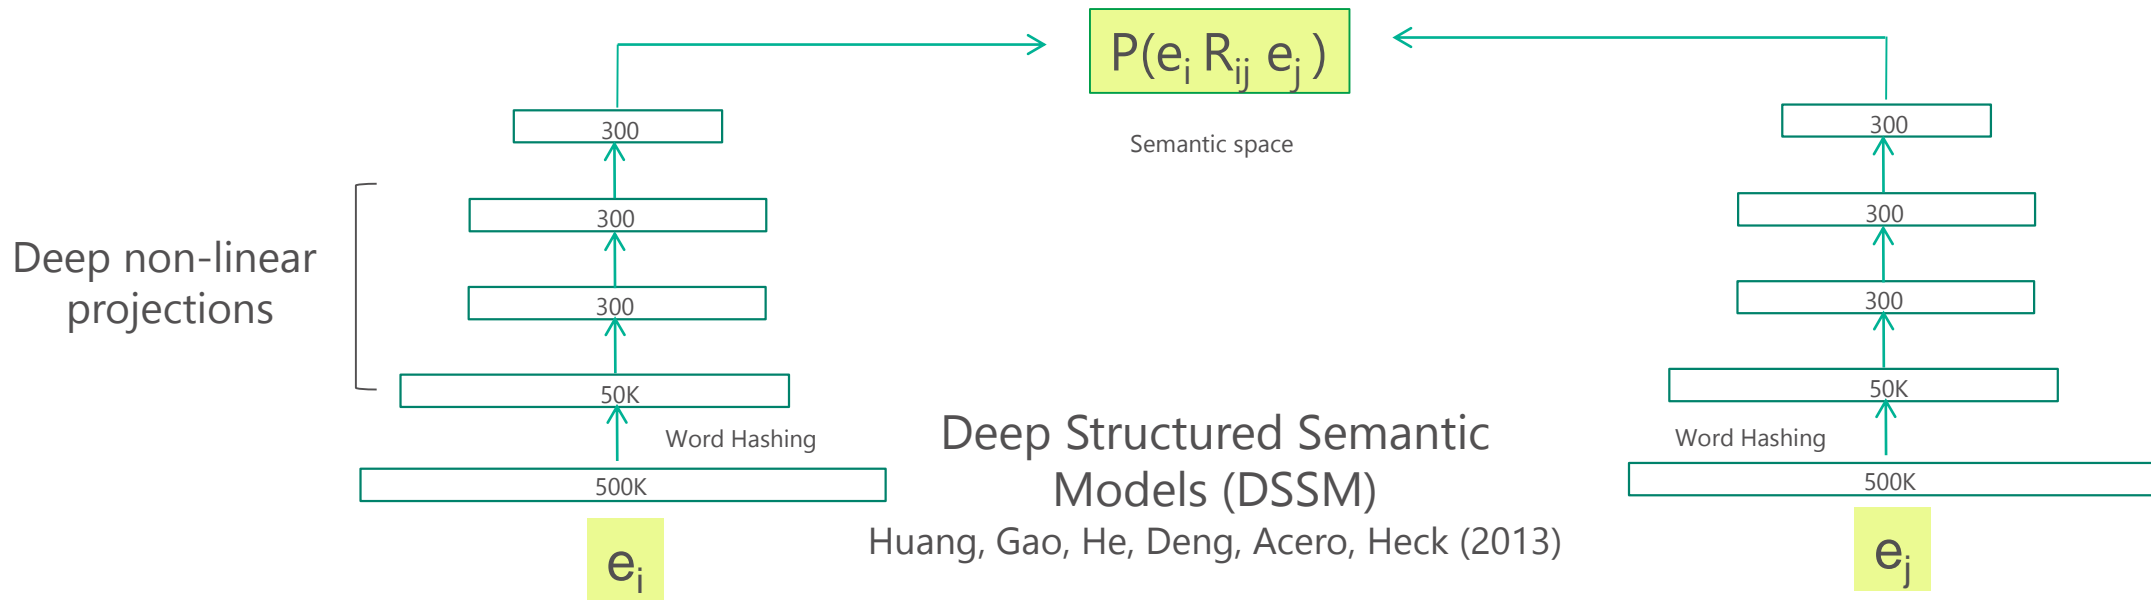 P(ei Rij ej )
Semantic space
300
300
300
50K
Word Hashing
500K
ei
Deep non-linear
projections
Deep Structured Semantic
Models (DSSM)
Huang, Gao, He, Deng, Acero, Heck (2013)
300
300
300
50K
Word Hashing
500K
ej